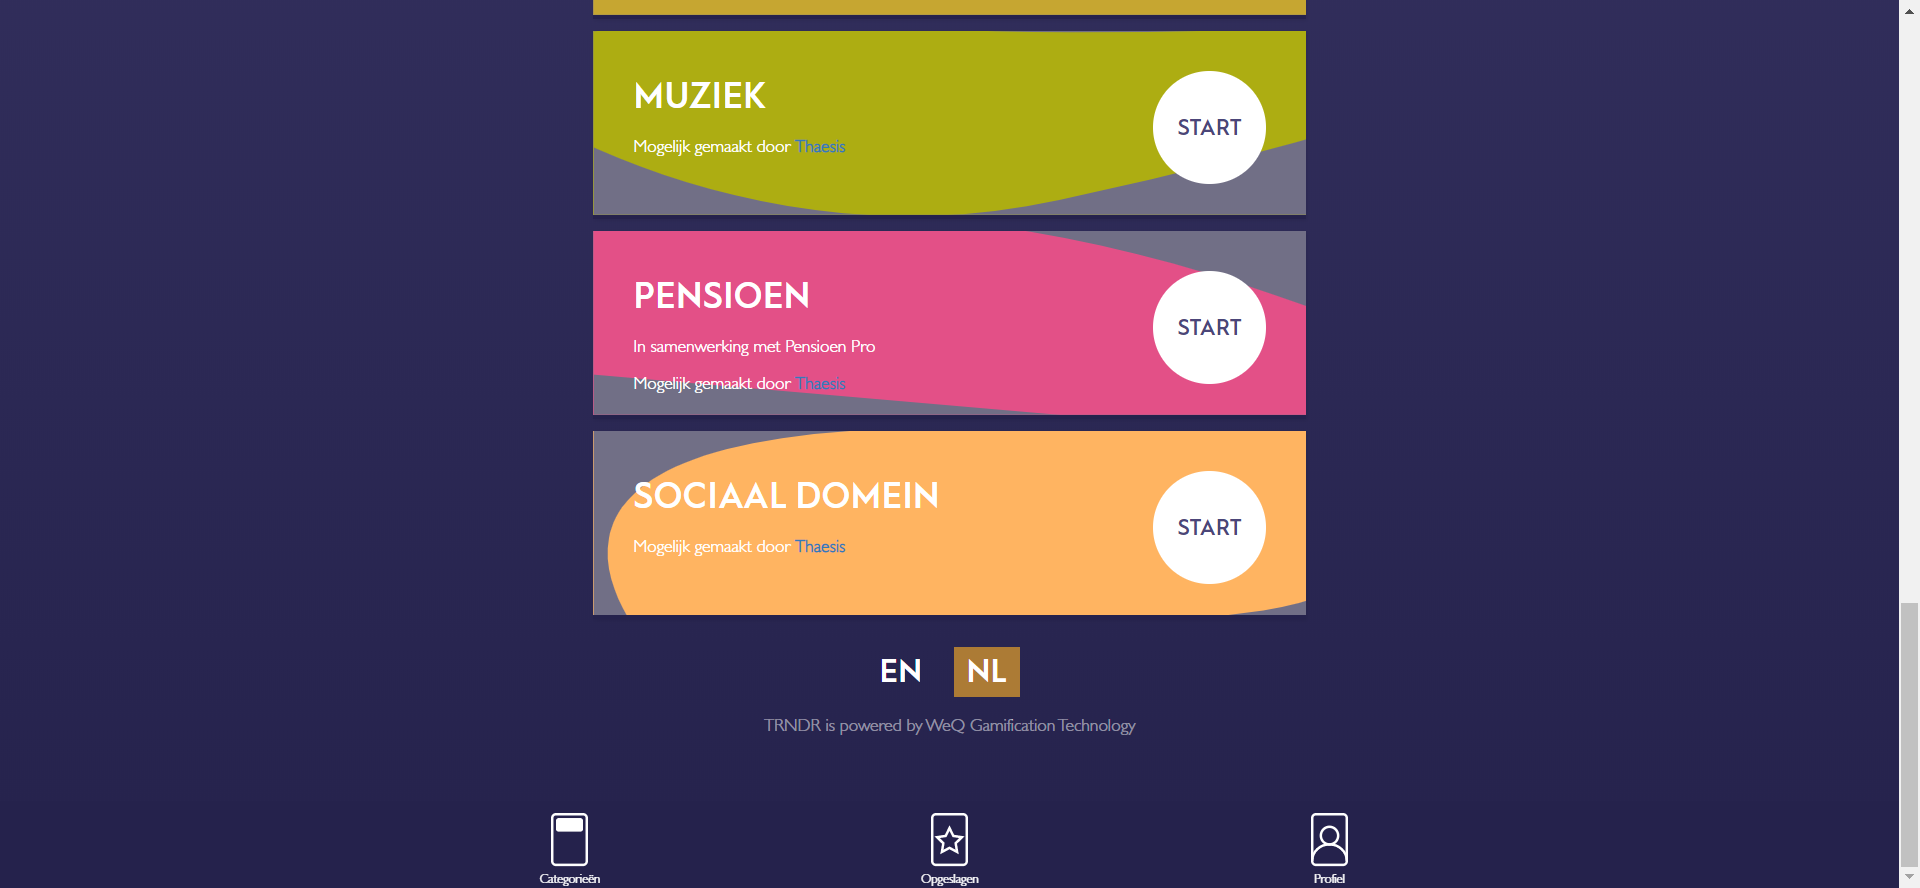 MUZIEK
Mogelijk gemaakt door Thaesis
START
PENSIOEN
In samenwerking met Pensioen Pro
Mogelijk gemaakt door Thaesis
START
SOCIAAL DOMEIN
Mogelijk gemaakt door Thaesis
START
EN NL
TRNDR is powered by WeQ Gamification Technology
Categorieën
Opgeslagen
Profiel